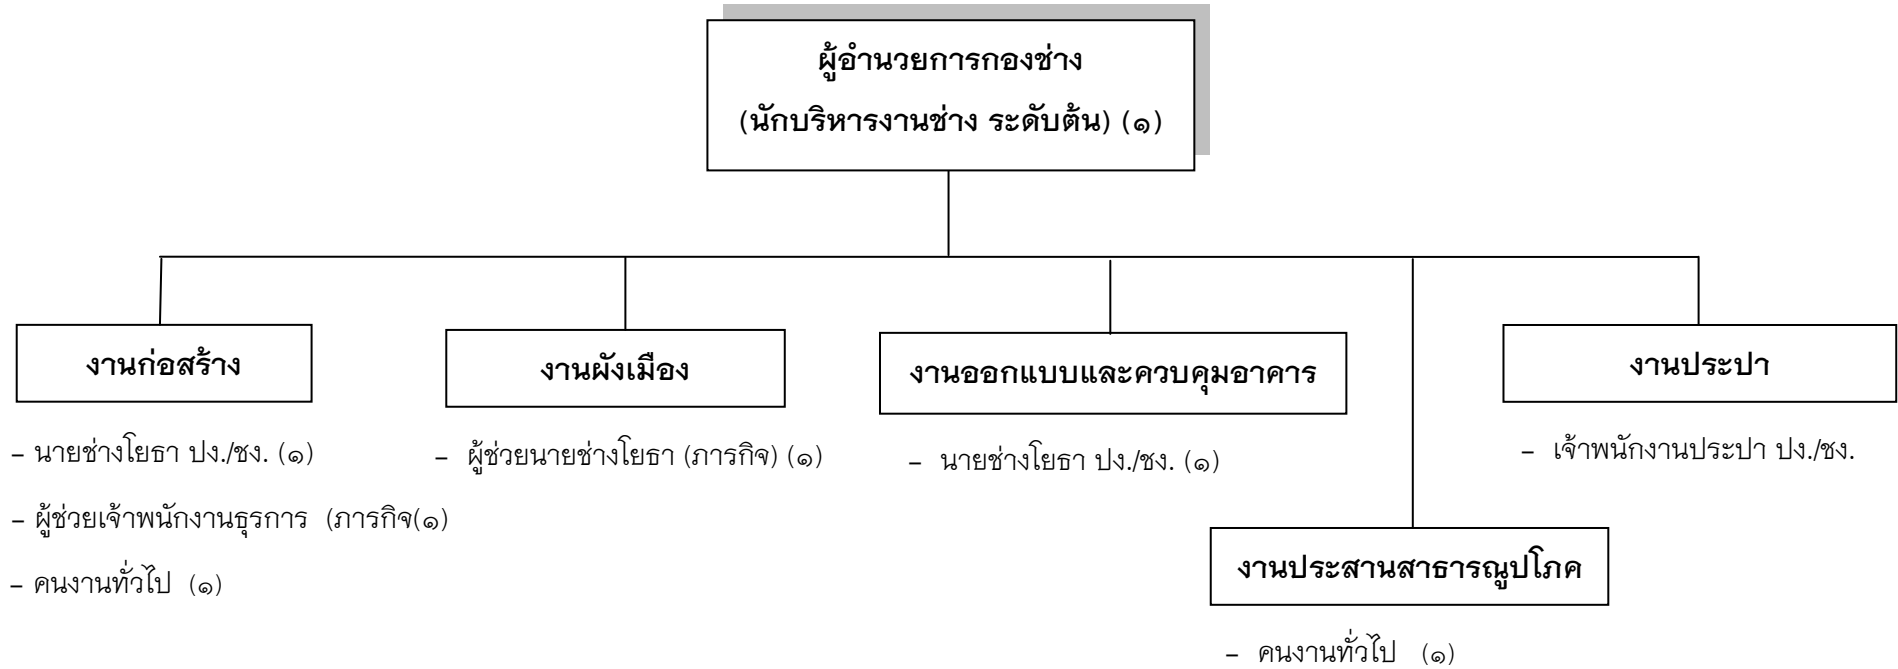 ผู้อำนวยการกองช่าง
(นักบริหารงานช่าง ระดับต้น) (๑)
งานก่อสร้าง
- นายช่างโยธา ปง./ชง. (๑)
- ผู้ช่วยเจ้าพนักงานธุรการ (ภารกิจ(๑)
- คนงานทั่วไป (๑)
งานผังเมือง
- ผู้ช่วยนายช่างโยธา (ภารกิจ) (๑)
งานออกแบบและควบคุมอาคาร
- นายช่างโยธา ปง./ชง. (๑)
งานประสานสาธารณูปโภค
- คนงานทั่วไป (๑)
งานประปา
- เจ้าพนักงานประปา ปง./ชง.